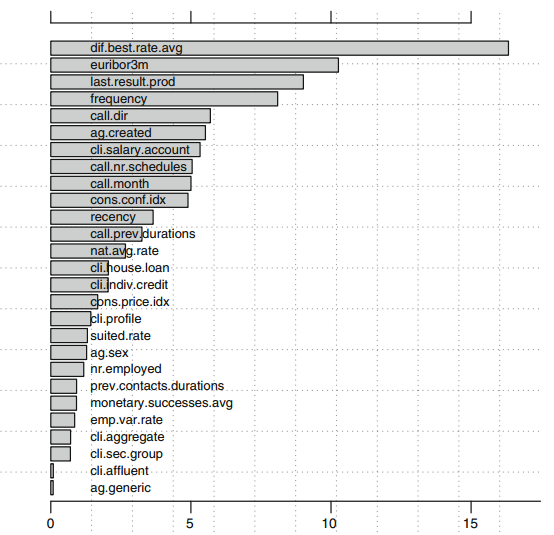 dif.best.rate.avg
euribor3m
last.result.prod
frequency
call.dir
ag.created
cli.salary.account
call.nr.schedules
call.month
cons.conf.idx
recency
call.prev.durations
nat.avg.rate
cli.house.loan
cli.indiv.credit
cons.price.idx
cli.profile
suited.rate
ag.sex
nr.employed
prev.contacts.durations
monetary.successes.avg
emp.var.rate
cli.aggregate
cli.sec.group
cli.affluent
ag.generic
0 5 10 15